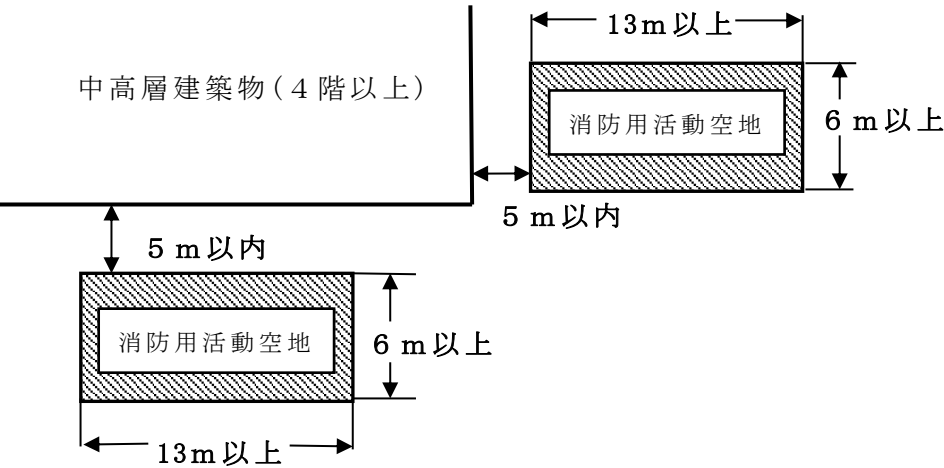 13m以上
中高層建築物(４階以上)
消防用活動空地
６ｍ以上
５ｍ以内
５ｍ以内
消防用活動空地
６ｍ以上
13m以上